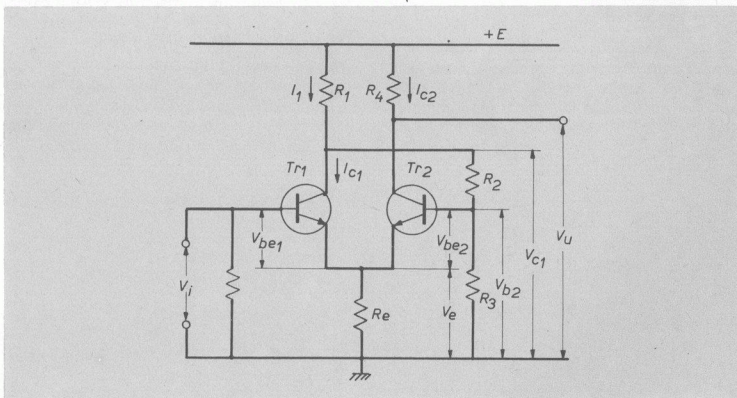 +E
I1 R1 R4 Ic2
Tr1 Ic1 Tr2 R2
Vbe1 Vbe2 Vc1 Vu
Vi Re Ve R3 Vb2